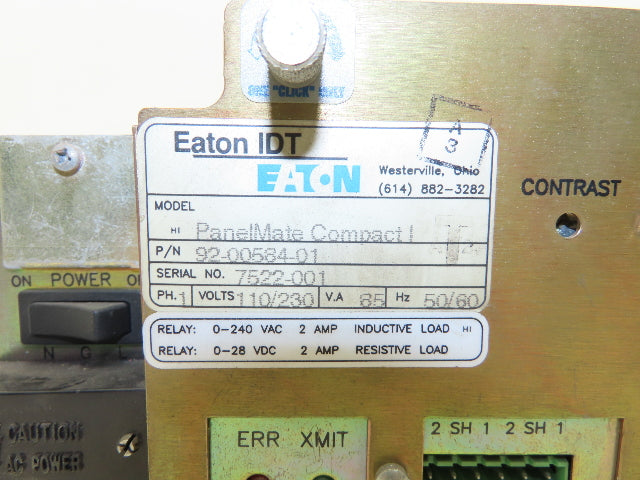 "CLICK"
A
3
Eaton IDT
EATON
Westerville, Ohio
(614) 882-3282
MODEL
HI PanelMate Compact I
P/N 92-00584-01
SERIAL NO. 7522-001
PH. 1 VOLTS 110/230 V.A 65 Hz 50/60
RELAY: 0-240 VAC 2 AMP INDUCTIVE LOAD HI
RELAY: 0-28 VDC 2 AMP RESISTIVE LOAD
CONTRAST
ON POWER
N G L
CAUTION
AC POWER
ERR XMIT
2 SH 1 2 SH 1